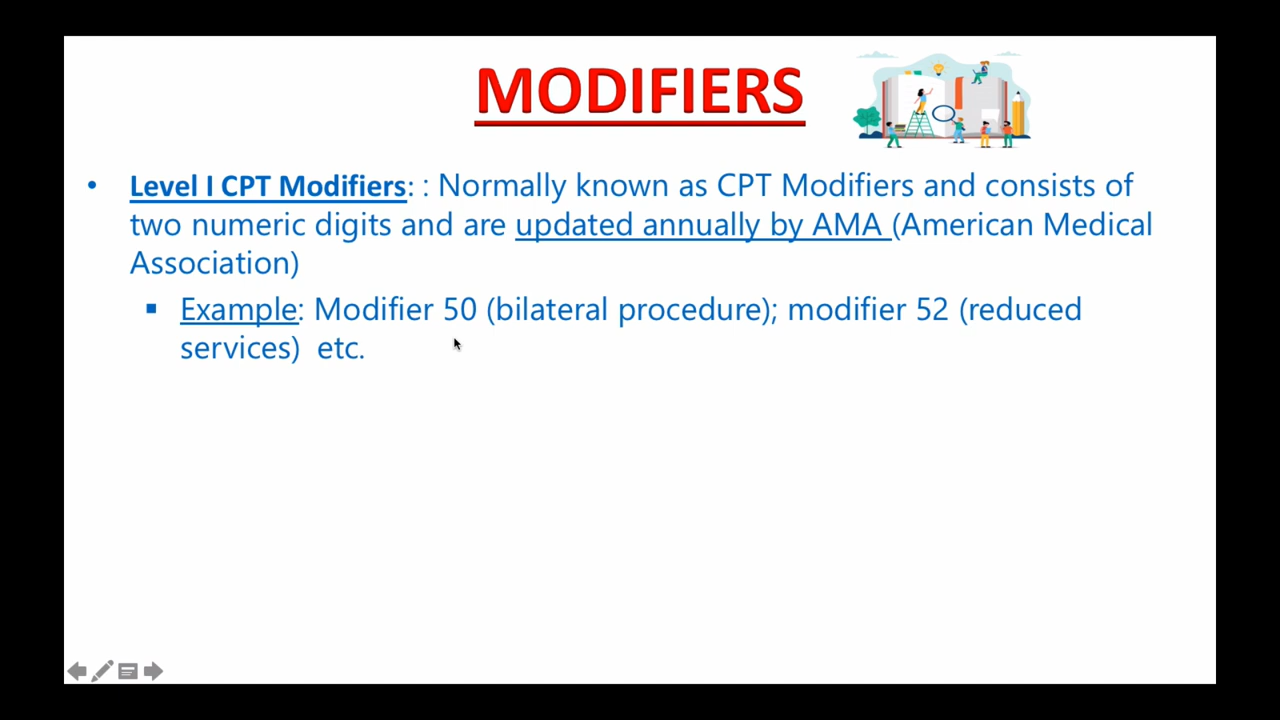 MODIFIERS
• Level I CPT Modifiers: : Normally known as CPT Modifiers and consists of
two numeric digits and are updated annually by AMA (American Medical
Association)
▪ Example: Modifier 50 (bilateral procedure); modifier 52 (reduced
services)  etc.